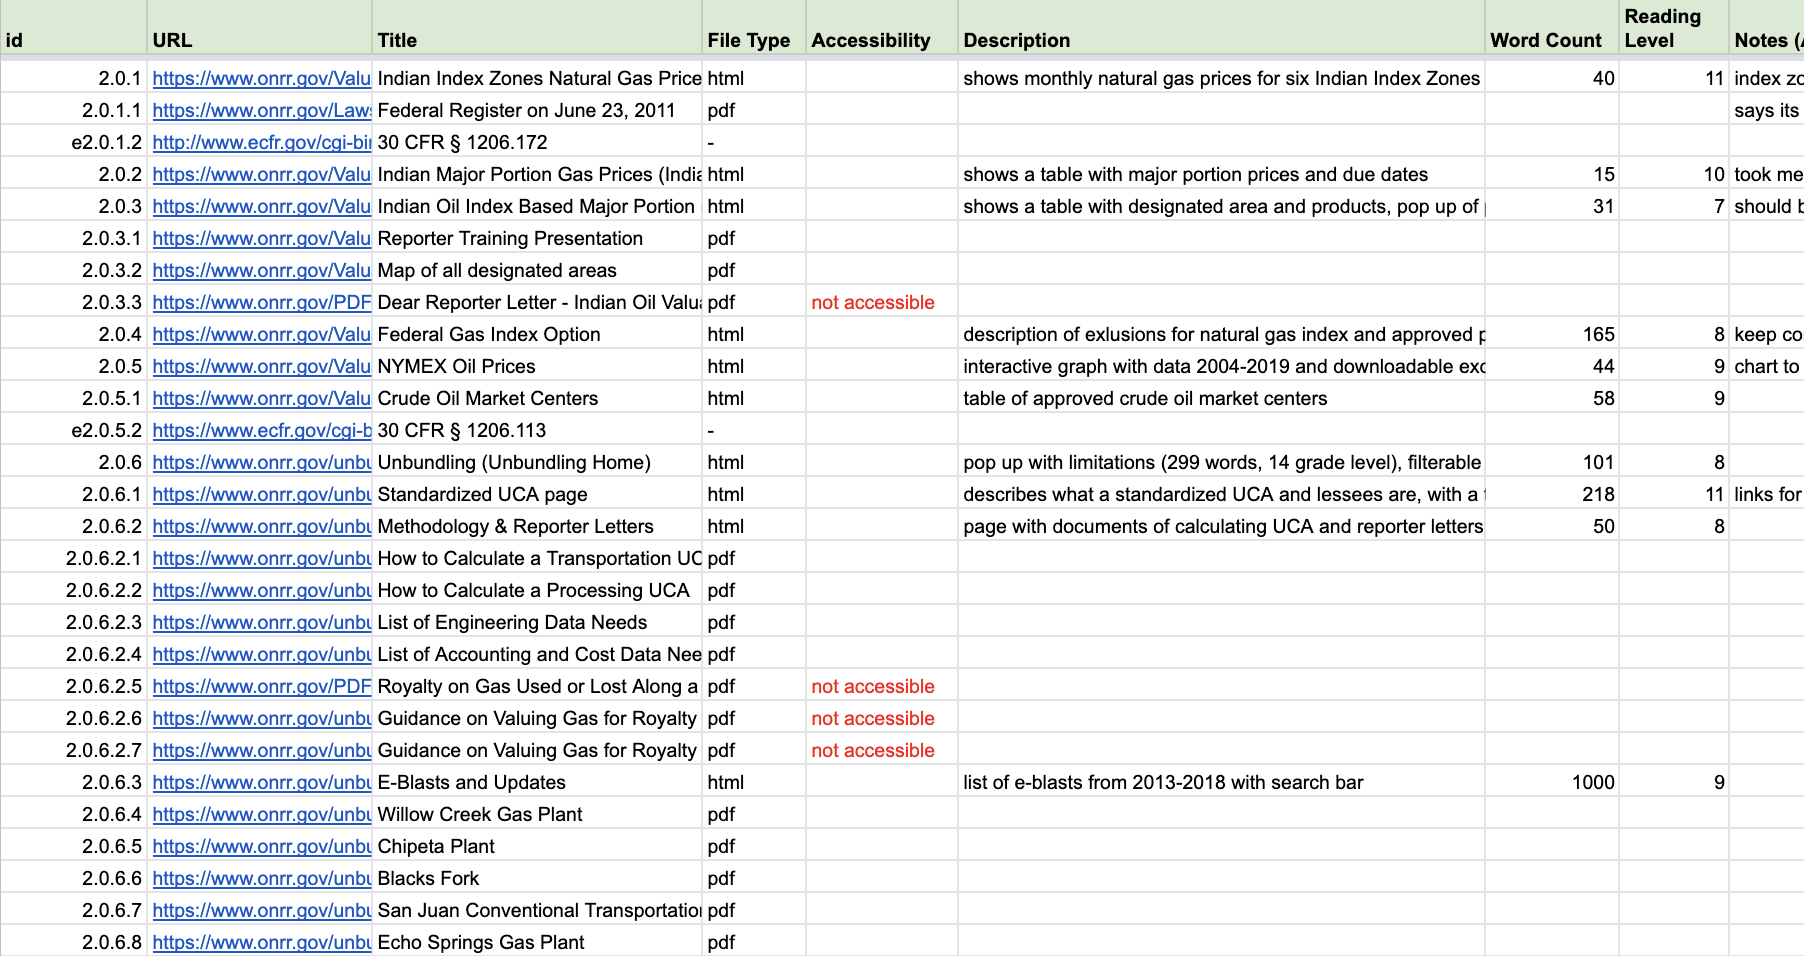 id URL Title File Type Accessibility Description Word Count Reading Level Notes (
2.0.1 https://www.onrr.gov/Valu Indian Index Zones Natural Gas Price html shows monthly natural gas prices for six Indian Index Zones 40 11 index zo
2.0.1.1 https://www.onrr.gov/Laws Federal Register on June 23, 2011 pdf says its
e2.0.1.2 http://www.ecfr.gov/cgi-bin 30 CFR § 1206.172 -
2.0.2 https://www.onrr.gov/Valu Indian Major Portion Gas Prices (India html shows a table with major portion prices and due dates 15 10 took me
2.0.3 https://www.onrr.gov/Valu Indian Oil Index Based Major Portion html shows a table with designated area and products, pop up of 31 7 should b
2.0.3.1 https://www.onrr.gov/Valu Reporter Training Presentation pdf
2.0.3.2 https://www.onrr.gov/Valu Map of all designated areas pdf
2.0.3.3 https://www.onrr.gov/PDF Dear Reporter Letter - Indian Oil Valua pdf not accessible
2.0.4 https://www.onrr.gov/Valu Federal Gas Index Option html description of exlusions for natural gas index and approved p 165 8 keep co
2.0.5 https://www.onrr.gov/Valu NYMEX Oil Prices html interactive graph with data 2004-2019 and downloadable exc 44 9 chart to
2.0.5.1 https://www.onrr.gov/Valu Crude Oil Market Centers html table of approved crude oil market centers 58 9
e2.0.5.2 https://www.ecfr.gov/cgi-b 30 CFR § 1206.113 -
2.0.6 https://www.onrr.gov/unbu Unbundling (Unbundling Home) html pop up with limitations (299 words, 14 grade level), filterable 101 8
2.0.6.1 https://www.onrr.gov/unbu Standardized UCA page html describes what a standardized UCA and lessees are, with a 218 11 links for
2.0.6.2 https://www.onrr.gov/unbu Methodology & Reporter Letters html page with documents of calculating UCA and reporter letters 50 8
2.0.6.2.1 https://www.onrr.gov/unbu How to Calculate a Transportation UC pdf
2.0.6.2.2 https://www.onrr.gov/unbu How to Calculate a Processing UCA pdf
2.0.6.2.3 https://www.onrr.gov/unbu List of Engineering Data Needs pdf
2.0.6.2.4 https://www.onrr.gov/unbu List of Accounting and Cost Data Nee pdf
2.0.6.2.5 https://www.onrr.gov/PDF Royalty on Gas Used or Lost Along a pdf not accessible
2.0.6.2.6 https://www.onrr.gov/unbu Guidance on Valuing Gas for Royalty pdf not accessible
2.0.6.2.7 https://www.onrr.gov/unbu Guidance on Valuing Gas for Royalty pdf not accessible
2.0.6.3 https://www.onrr.gov/unbu E-Blasts and Updates html list of e-blasts from 2013-2018 with search bar 1000 9
2.0.6.4 https://www.onrr.gov/unbu Willow Creek Gas Plant pdf
2.0.6.5 https://www.onrr.gov/unbu Chipeta Plant pdf
2.0.6.6 https://www.onrr.gov/unbu Blacks Fork pdf
2.0.6.7 https://www.onrr.gov/unbu San Juan Conventional Transportation pdf
2.0.6.8 https://www.onrr.gov/unbu Echo Springs Gas Plant pdf